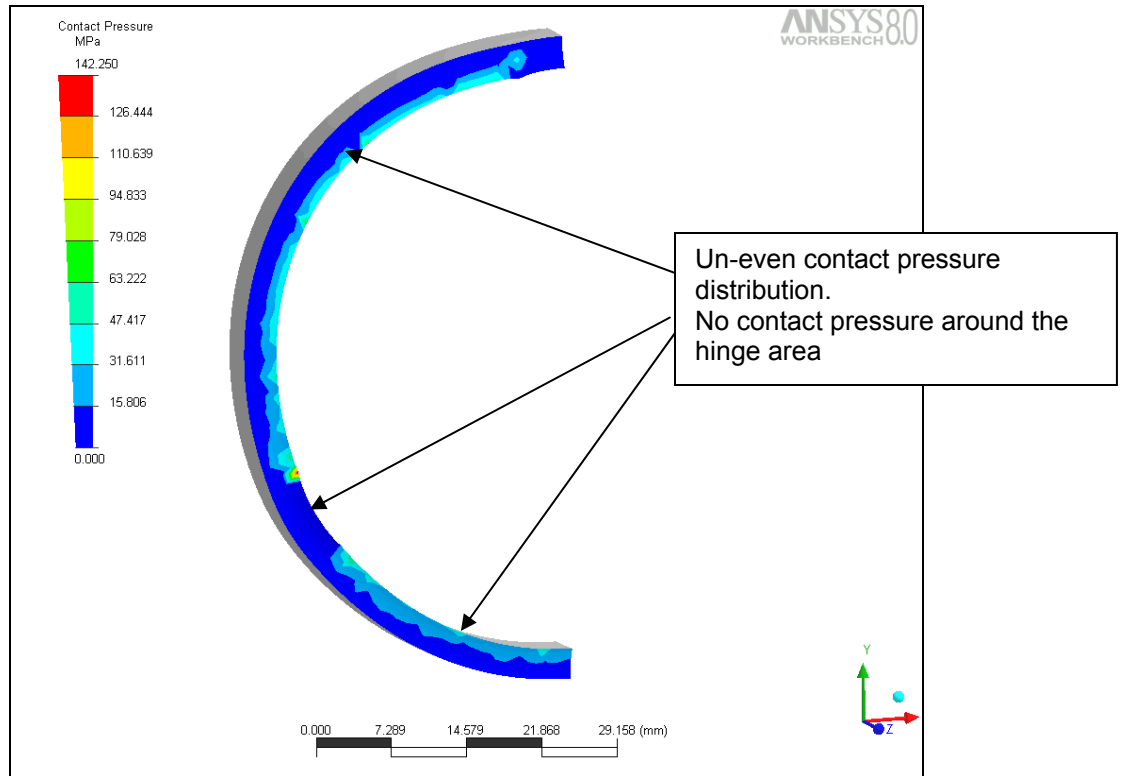 Contact Pressure
MPa
142.250
126.444
110.639
94.833
79.028
63.222
47.417
31.611
15.806
0.000
ANSYS 8.0
WORKBENCH
Un-even contact pressure
distribution.
No contact pressure around the
hinge area
0.000 7.289 14.579 21.868 29.158 (mm)
Y
Z